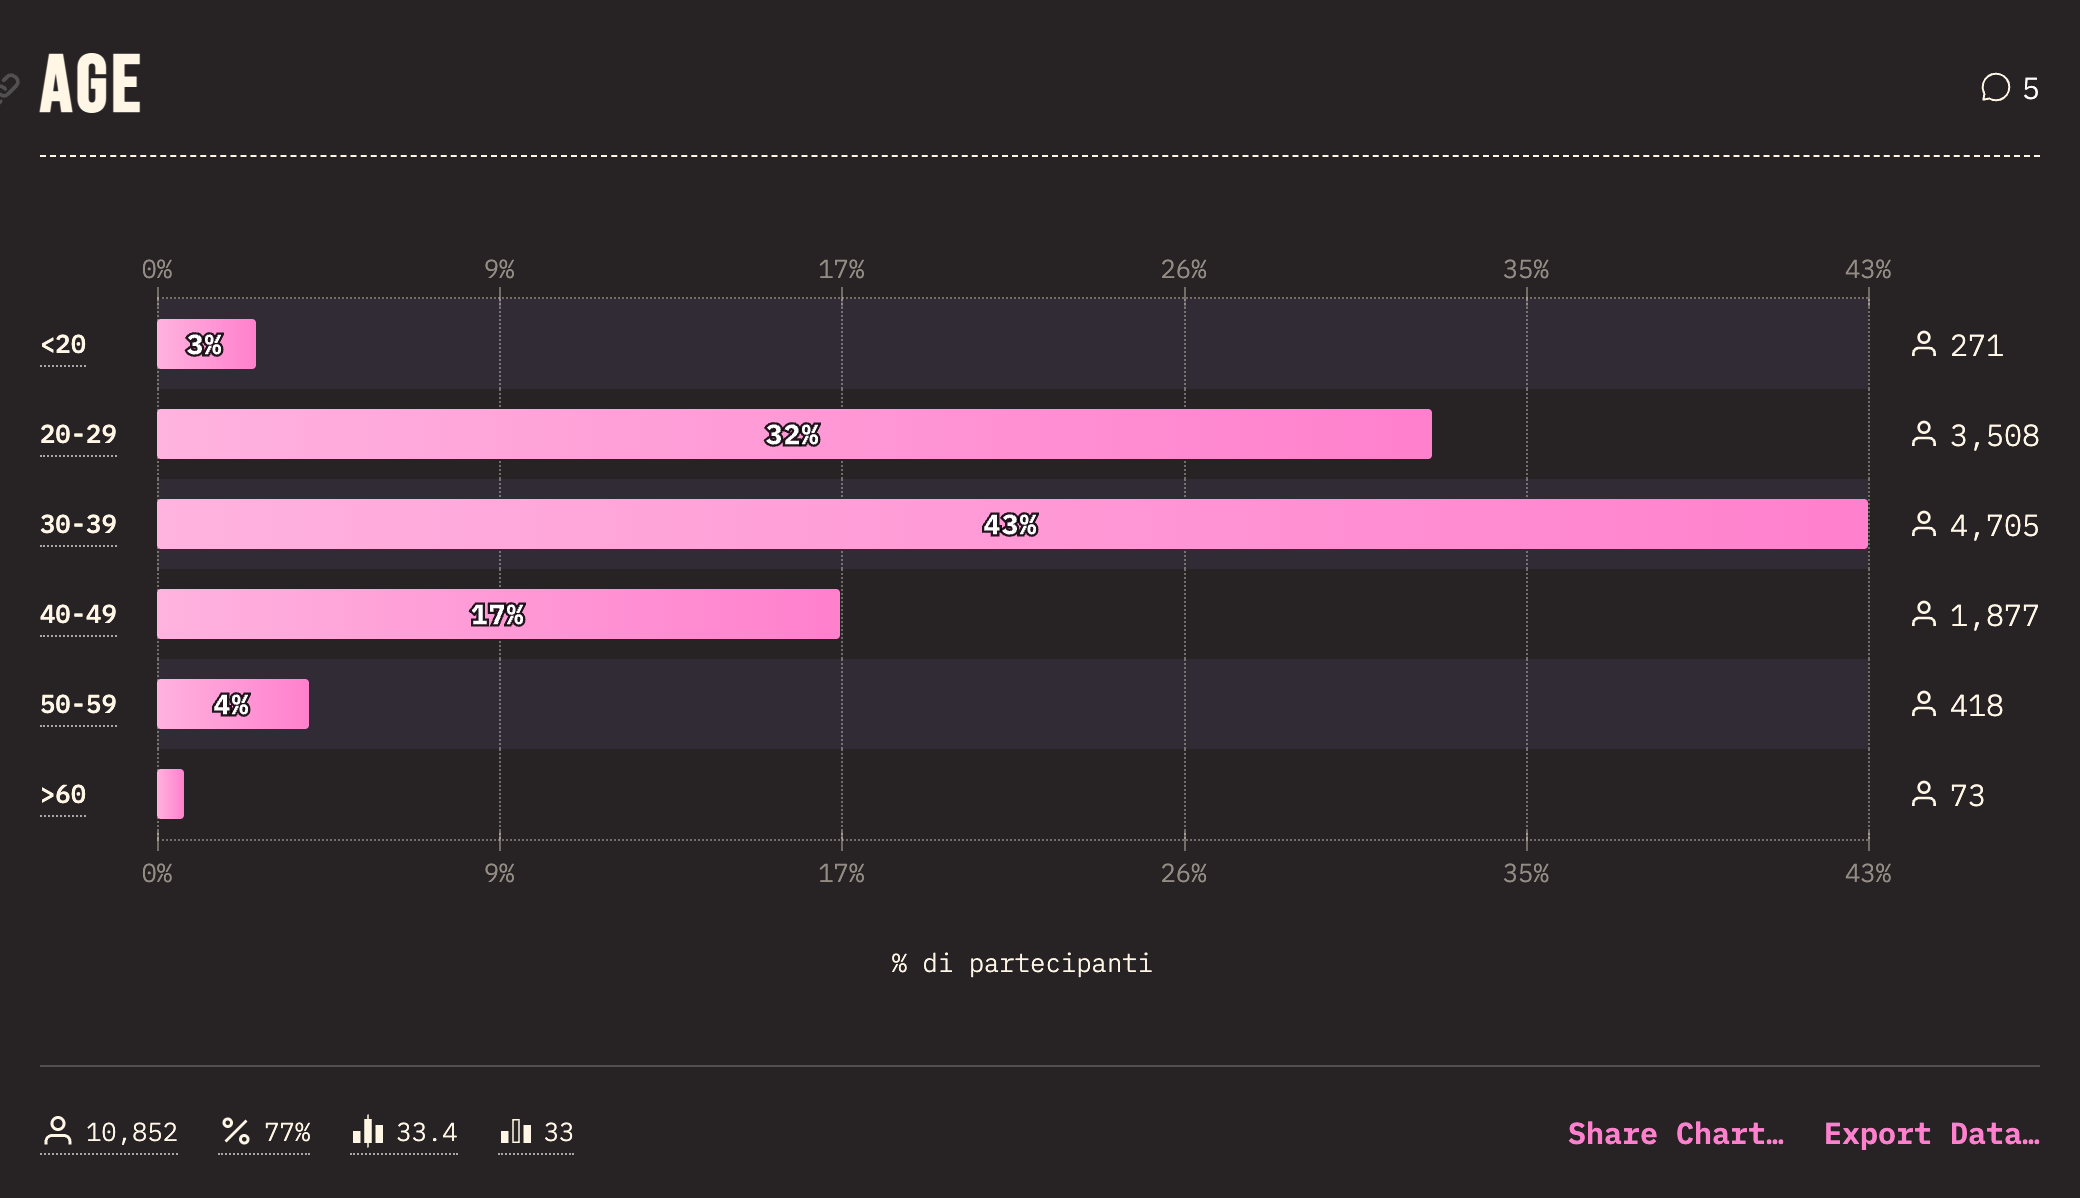 AGE
5
0% 9% 17% 26% 35% 43%
<20 3% 271
20-29 32% 3,508
30-39 43% 4,705
40-49 17% 1,877
50-59 4% 418
>60 73
0% 9% 17% 26% 35% 43%
% di partecipanti
10,852 77% 33.4 33 Share Chart… Export Data…